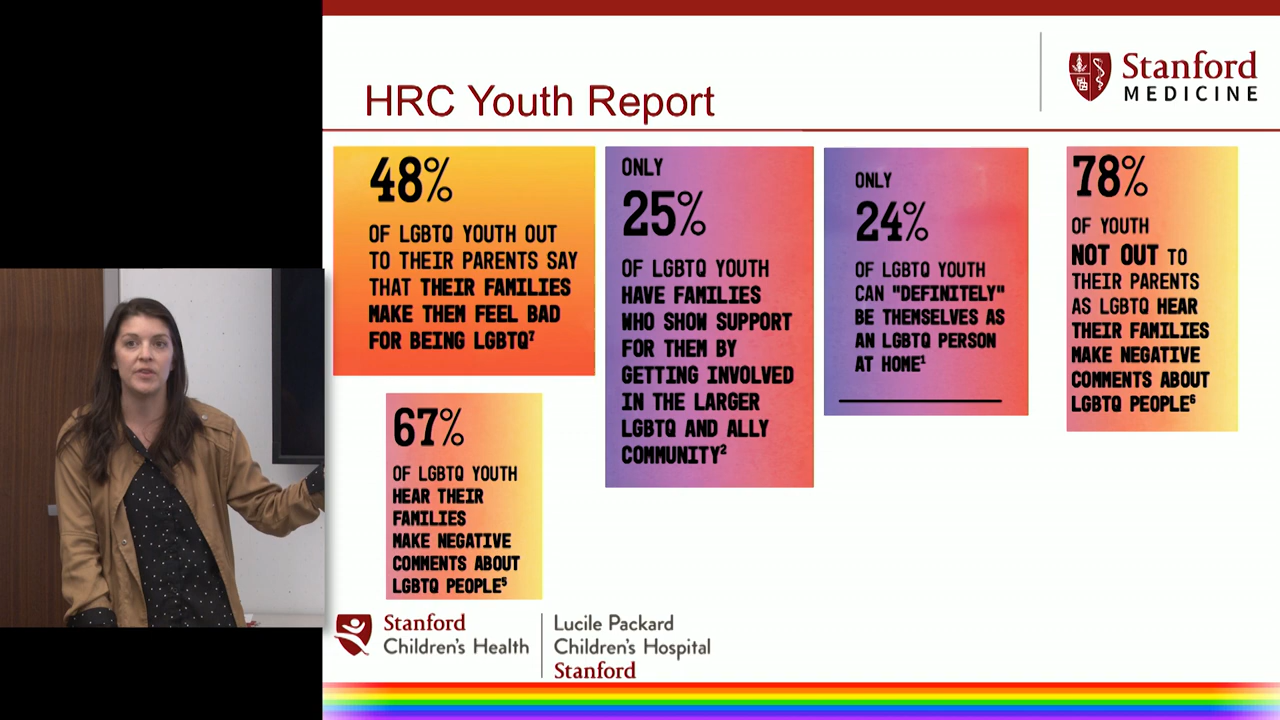 Stanford
MEDICINE
HRC Youth Report
48%
OF LGBTQ YOUTH OUT
TO THEIR PARENTS SAY
THAT THEIR FAMILIES
MAKE THEM FEEL BAD
FOR BEING LGBTQ⁷
67%
OF LGBTQ YOUTH
HEAR THEIR
FAMILIES
MAKE NEGATIVE
COMMENTS ABOUT
LGBTQ PEOPLE⁵
ONLY
25%
OF LGBTQ YOUTH
HAVE FAMILIES
WHO SHOW SUPPORT
FOR THEM BY
GETTING INVOLVED
IN THE LARGER
LGBTQ AND ALLY
COMMUNITY²
ONLY
24%
OF LGBTQ YOUTH
CAN "DEFINITELY"
BE THEMSELVES AS
AN LGBTQ PERSON
AT HOME¹
78%
OF YOUTH
NOT OUT TO
THEIR PARENTS
AS LGBTQ HEAR
THEIR FAMILIES
MAKE NEGATIVE
COMMENTS ABOUT
LGBTQ PEOPLE⁶
Stanford
Children's Health
Lucile Packard
Children's Hospital
Stanford